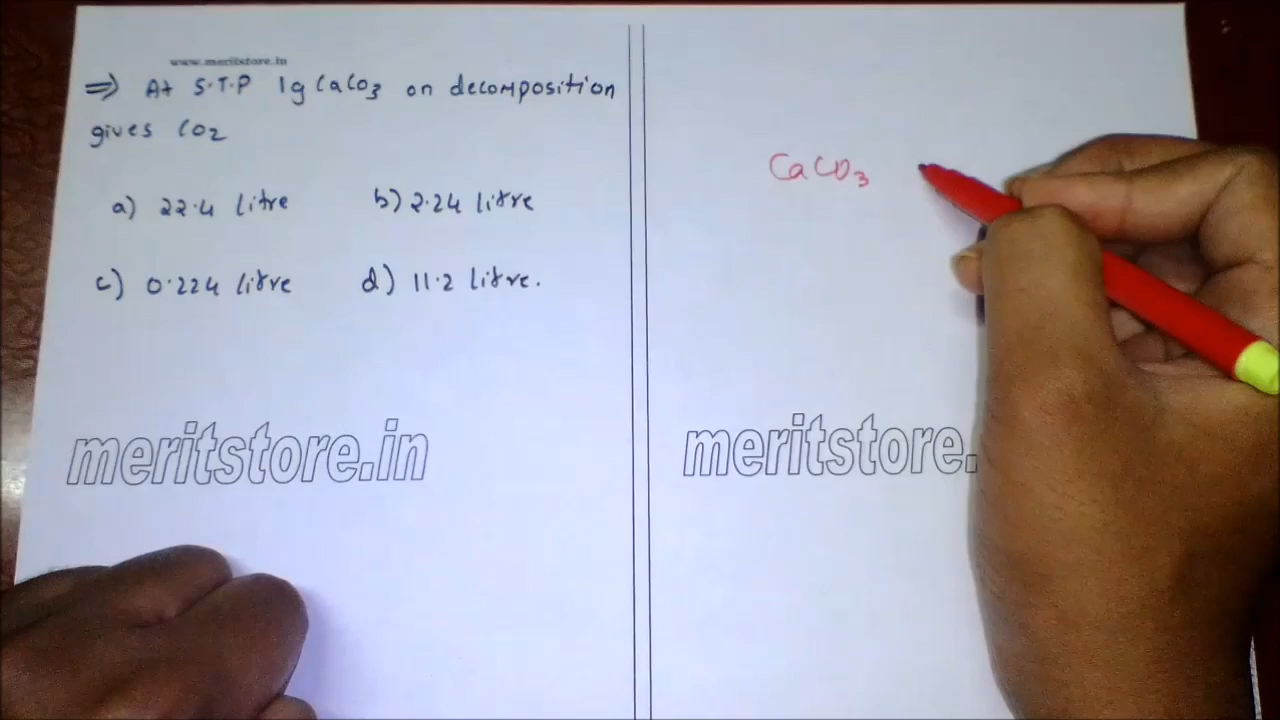 www.meritstore.in
⇒ At S.T.P 1g CaCO3 on decomposition
gives CO2
a) 22.4 litre b) 2.24 litre
c) 0.224 litre d) 11.2 litre.
CaCO3
meritstore.in
meritstore.